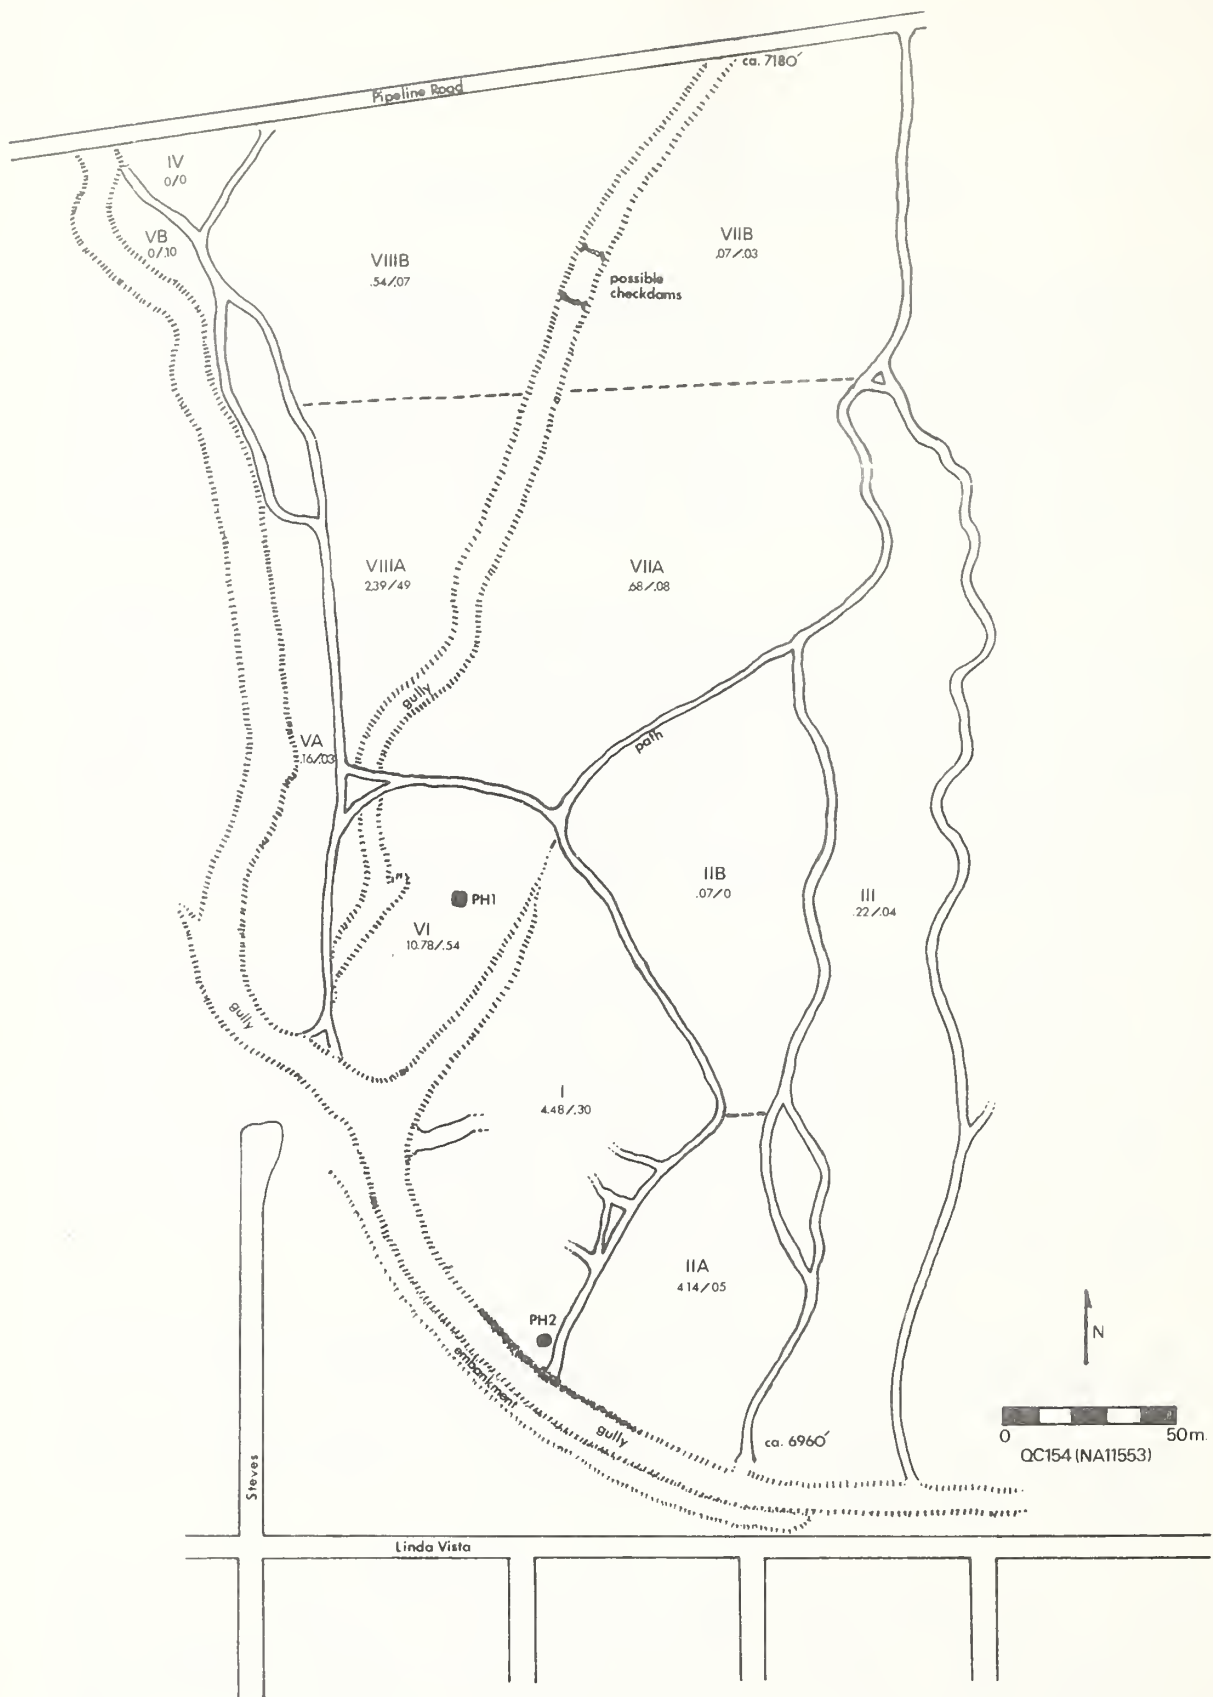 ca. 7180′
Pipeline Road
IV
0/0
VB
0/.10
VIIIB
.54/.07
VIIB
.07/.03
possible
checkdams
VIIIA
2.39/.49
VIIA
.68/.08
gully
VA
.16/.03
path
IIB
.07/0
III
.22/.04
PH1
VI
10.78/.54
gully
I
4.48/.30
IIA
4.14/.05
PH2
N
embankment
gully
ca. 6960′
0 50m.
QC154 (NA11553)
Steves
Linda Vista